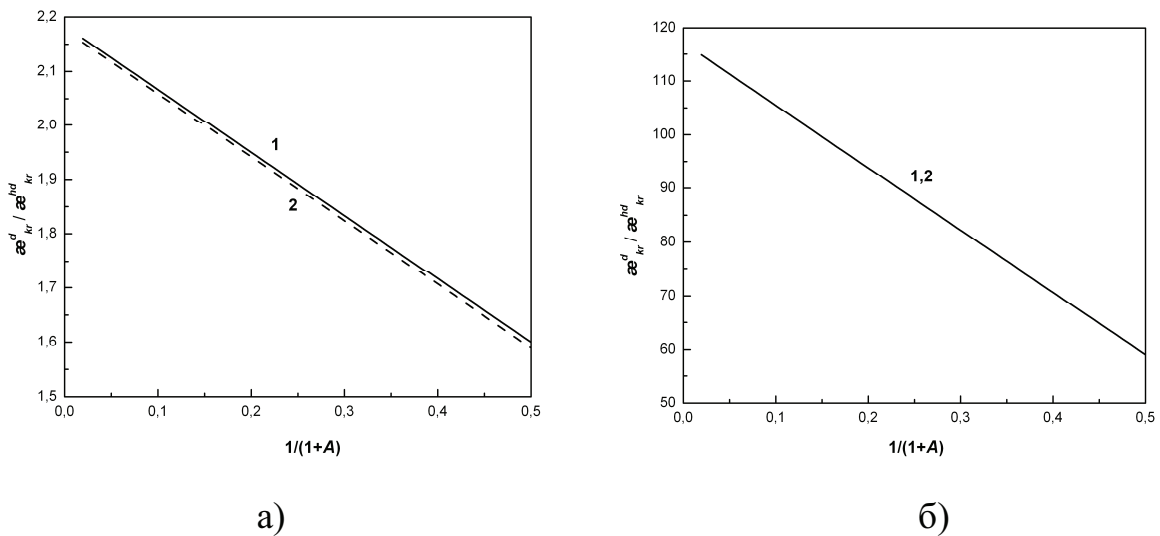 2,2
2,1
2,0
1,9
1,8
1,7
1,6
1,5
0,0 0,1 0,2 0,3 0,4 0,5
æ^d_kr / æ^hd_kr
1/(1+A)
1
2
а)
120
110
100
90
80
70
60
50
0,0 0,1 0,2 0,3 0,4 0,5
æ^d_kr / æ^hd_kr
1/(1+A)
1,2
б)